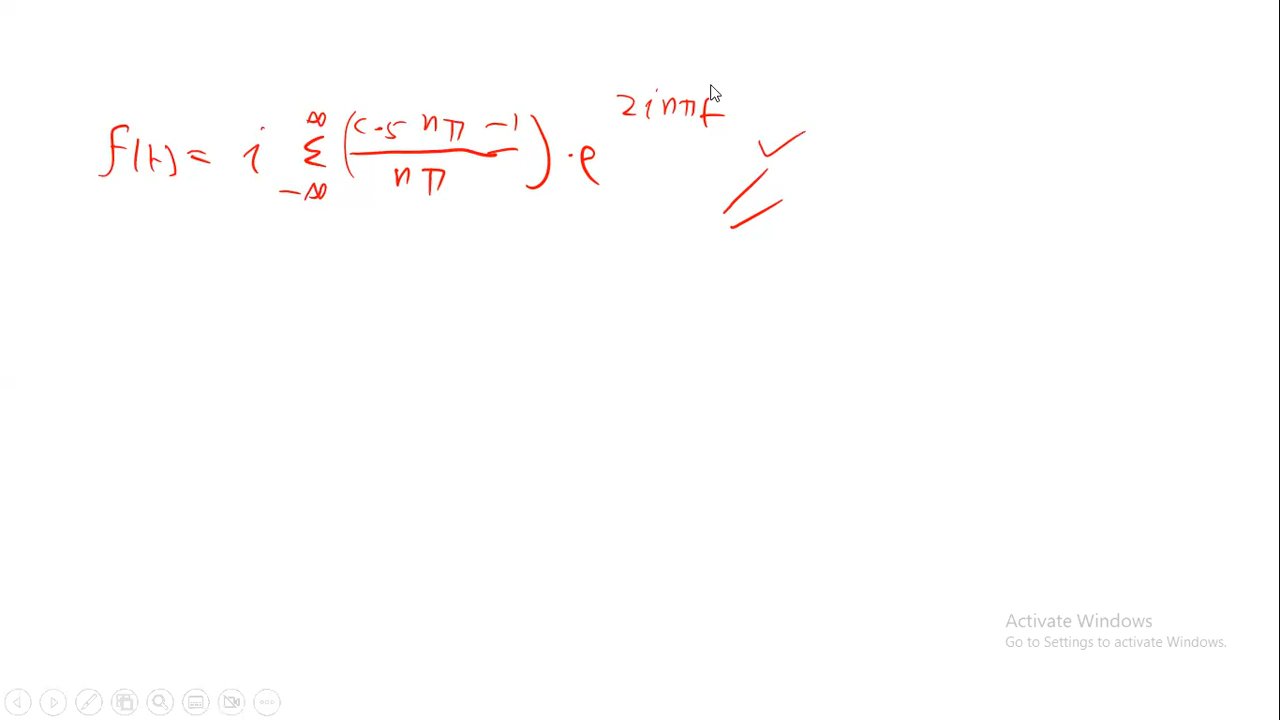 f(t) = i ∞ Σ -∞ (cos nπ - 1 / nπ) · e^2inπt
Activate Windows
Go to Settings to activate Windows.